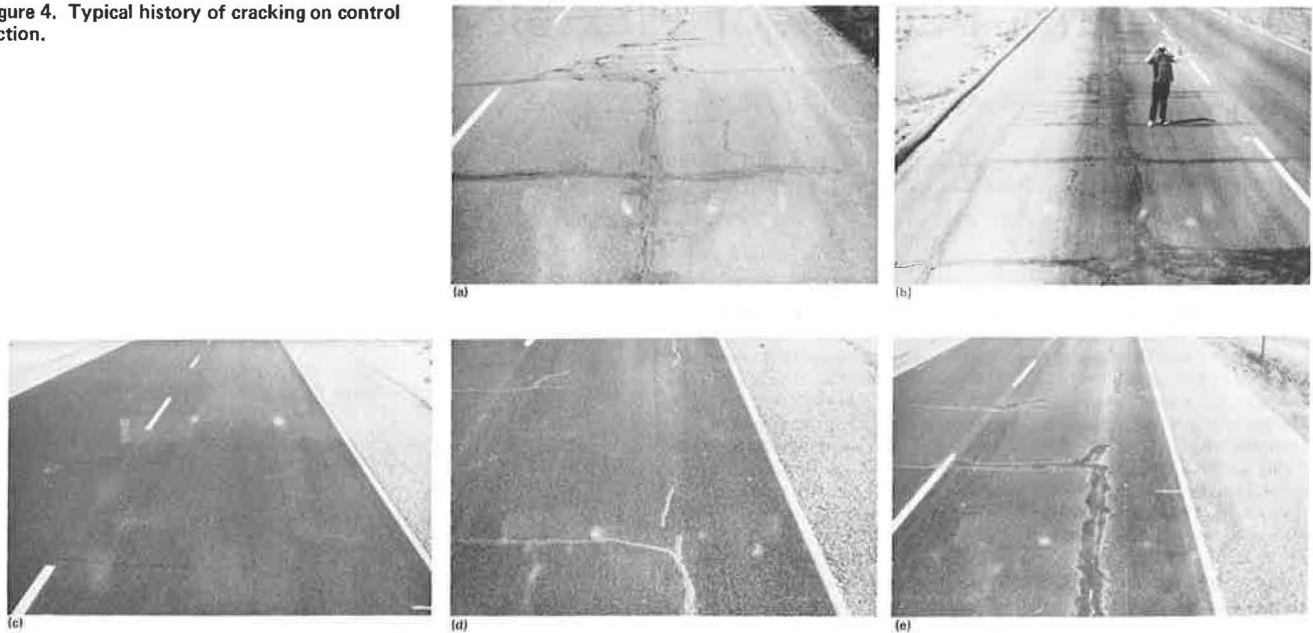 gure 4. Typical history of cracking on control
ction.
(a)
(b)
(c)
(d)
(e)